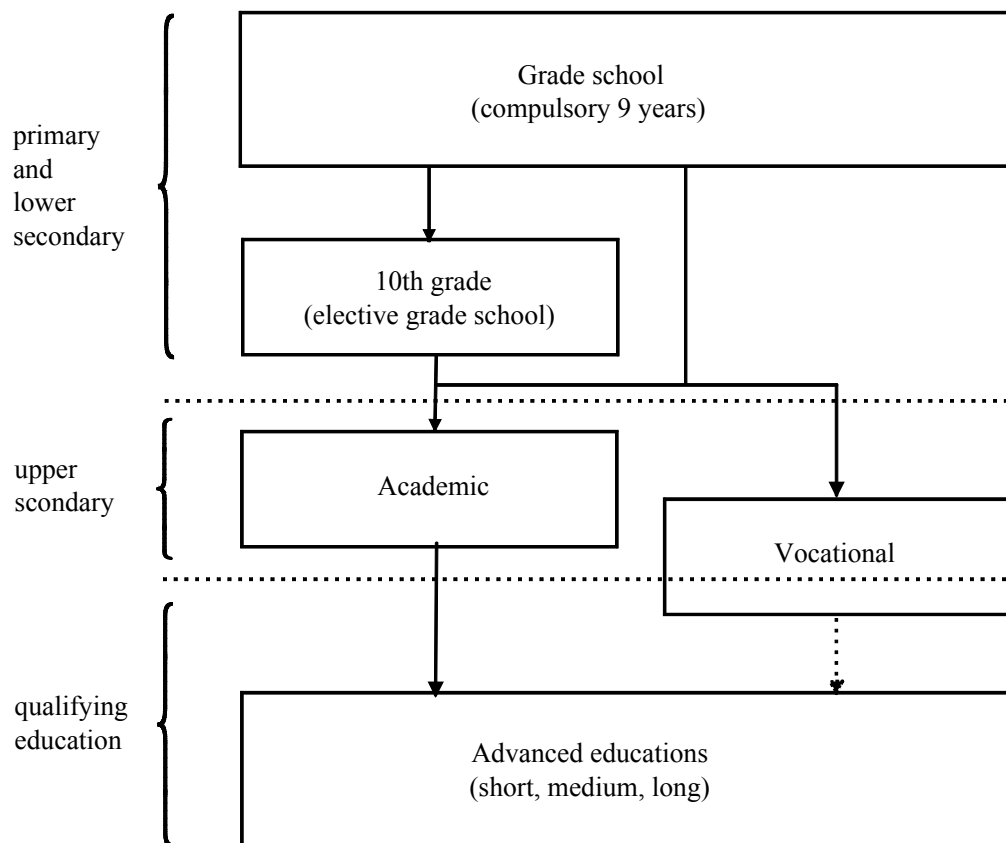 Grade school
(compulsory 9 years)
primary
and
lower
secondary
10th grade
(elective grade school)
upper
scondary
Academic
Vocational
qualifying
education
Advanced educations
(short, medium, long)